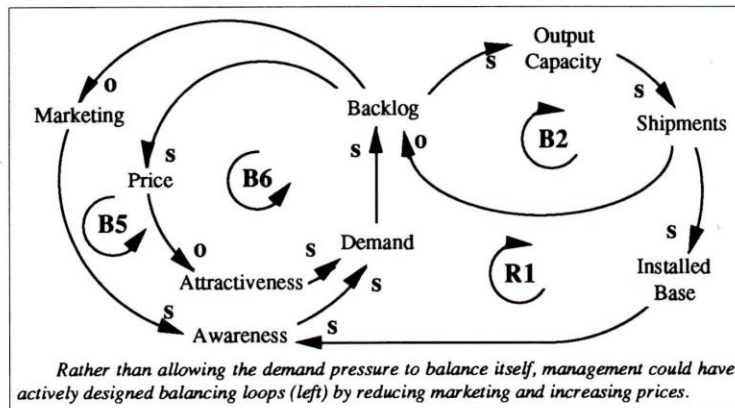 Output
Capacity
s
s
o
Marketing
Backlog
Shipments
s
s
o
B2
Price
B6
s
B5
o
s
Demand
R1
s
Installed
Base
Attractiveness
s
s
Awareness
s
Rather than allowing the demand pressure to balance itself, management could have
actively designed balancing loops (left) by reducing marketing and increasing prices.